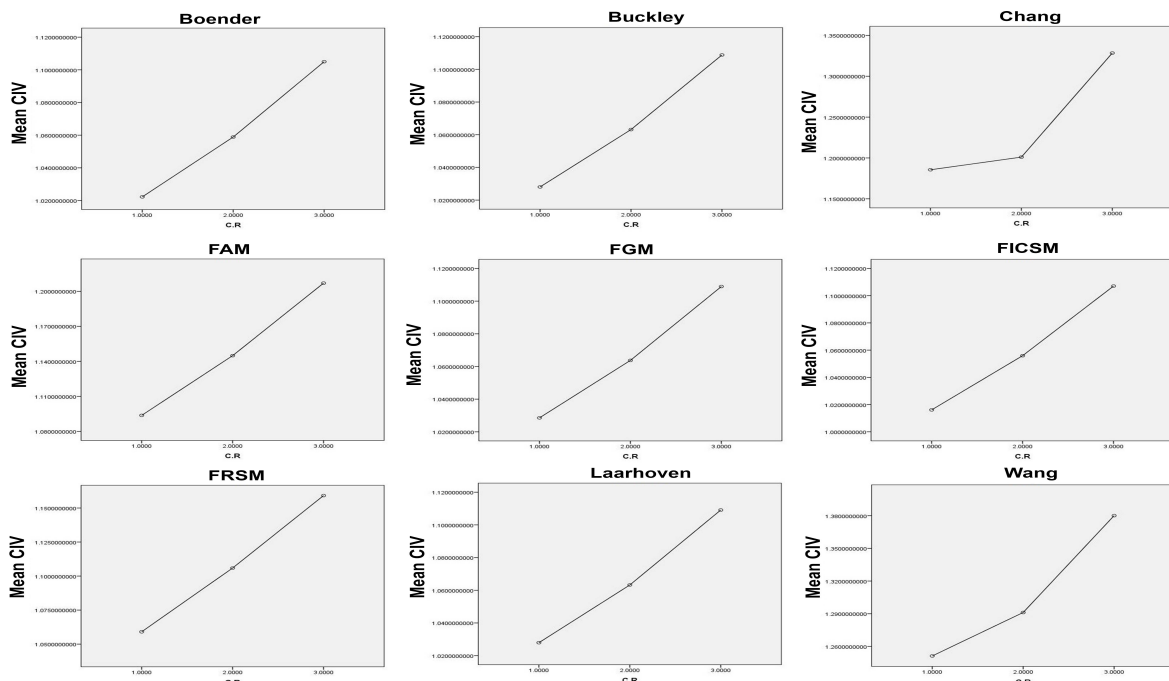 Boender
Mean CIV
1.1200000000
1.1000000000
1.0800000000
1.0600000000
1.0400000000
1.0200000000
1.0000 2.0000 3.0000
C.R
Buckley
Mean CIV
1.1200000000
1.1000000000
1.0800000000
1.0600000000
1.0400000000
1.0200000000
1.0000 2.0000 3.0000
C.R
Chang
Mean CIV
1.3500000000
1.3000000000
1.2500000000
1.2000000000
1.1500000000
1.0000 2.0000 3.0000
C.R
FAM
Mean CIV
1.2000000000
1.1700000000
1.1400000000
1.1100000000
1.0800000000
1.0000 2.0000 3.0000
C.R
FGM
Mean CIV
1.1200000000
1.1000000000
1.0800000000
1.0600000000
1.0400000000
1.0200000000
1.0000 2.0000 3.0000
C.R
FICSM
Mean CIV
1.1200000000
1.1000000000
1.0800000000
1.0600000000
1.0400000000
1.0200000000
1.0000000000
1.0000 2.0000 3.0000
C.R
FRSM
Mean CIV
1.1500000000
1.1250000000
1.1000000000
1.0750000000
1.0500000000
1.0000 2.0000 3.0000
C.R
Laarhoven
Mean CIV
1.1200000000
1.1000000000
1.0800000000
1.0600000000
1.0400000000
1.0200000000
1.0000 2.0000 3.0000
C.R
Wang
Mean CIV
1.3800000000
1.3500000000
1.3200000000
1.2900000000
1.2600000000
1.0000 2.0000 3.0000
C.R